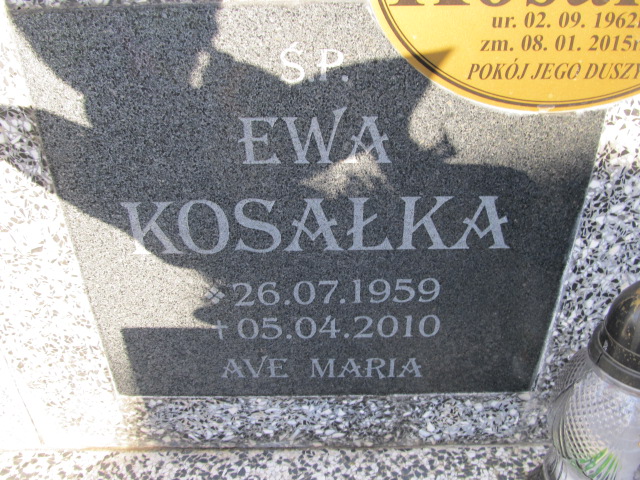 ur. 02. 09. 1962r
zm. 08. 01. 2015r
POKÓJ JEGO DUSZY
Ś.P.
EWA
KOSAŁKA
* 26.07.1959
† 05.04.2010
AVE MARIA